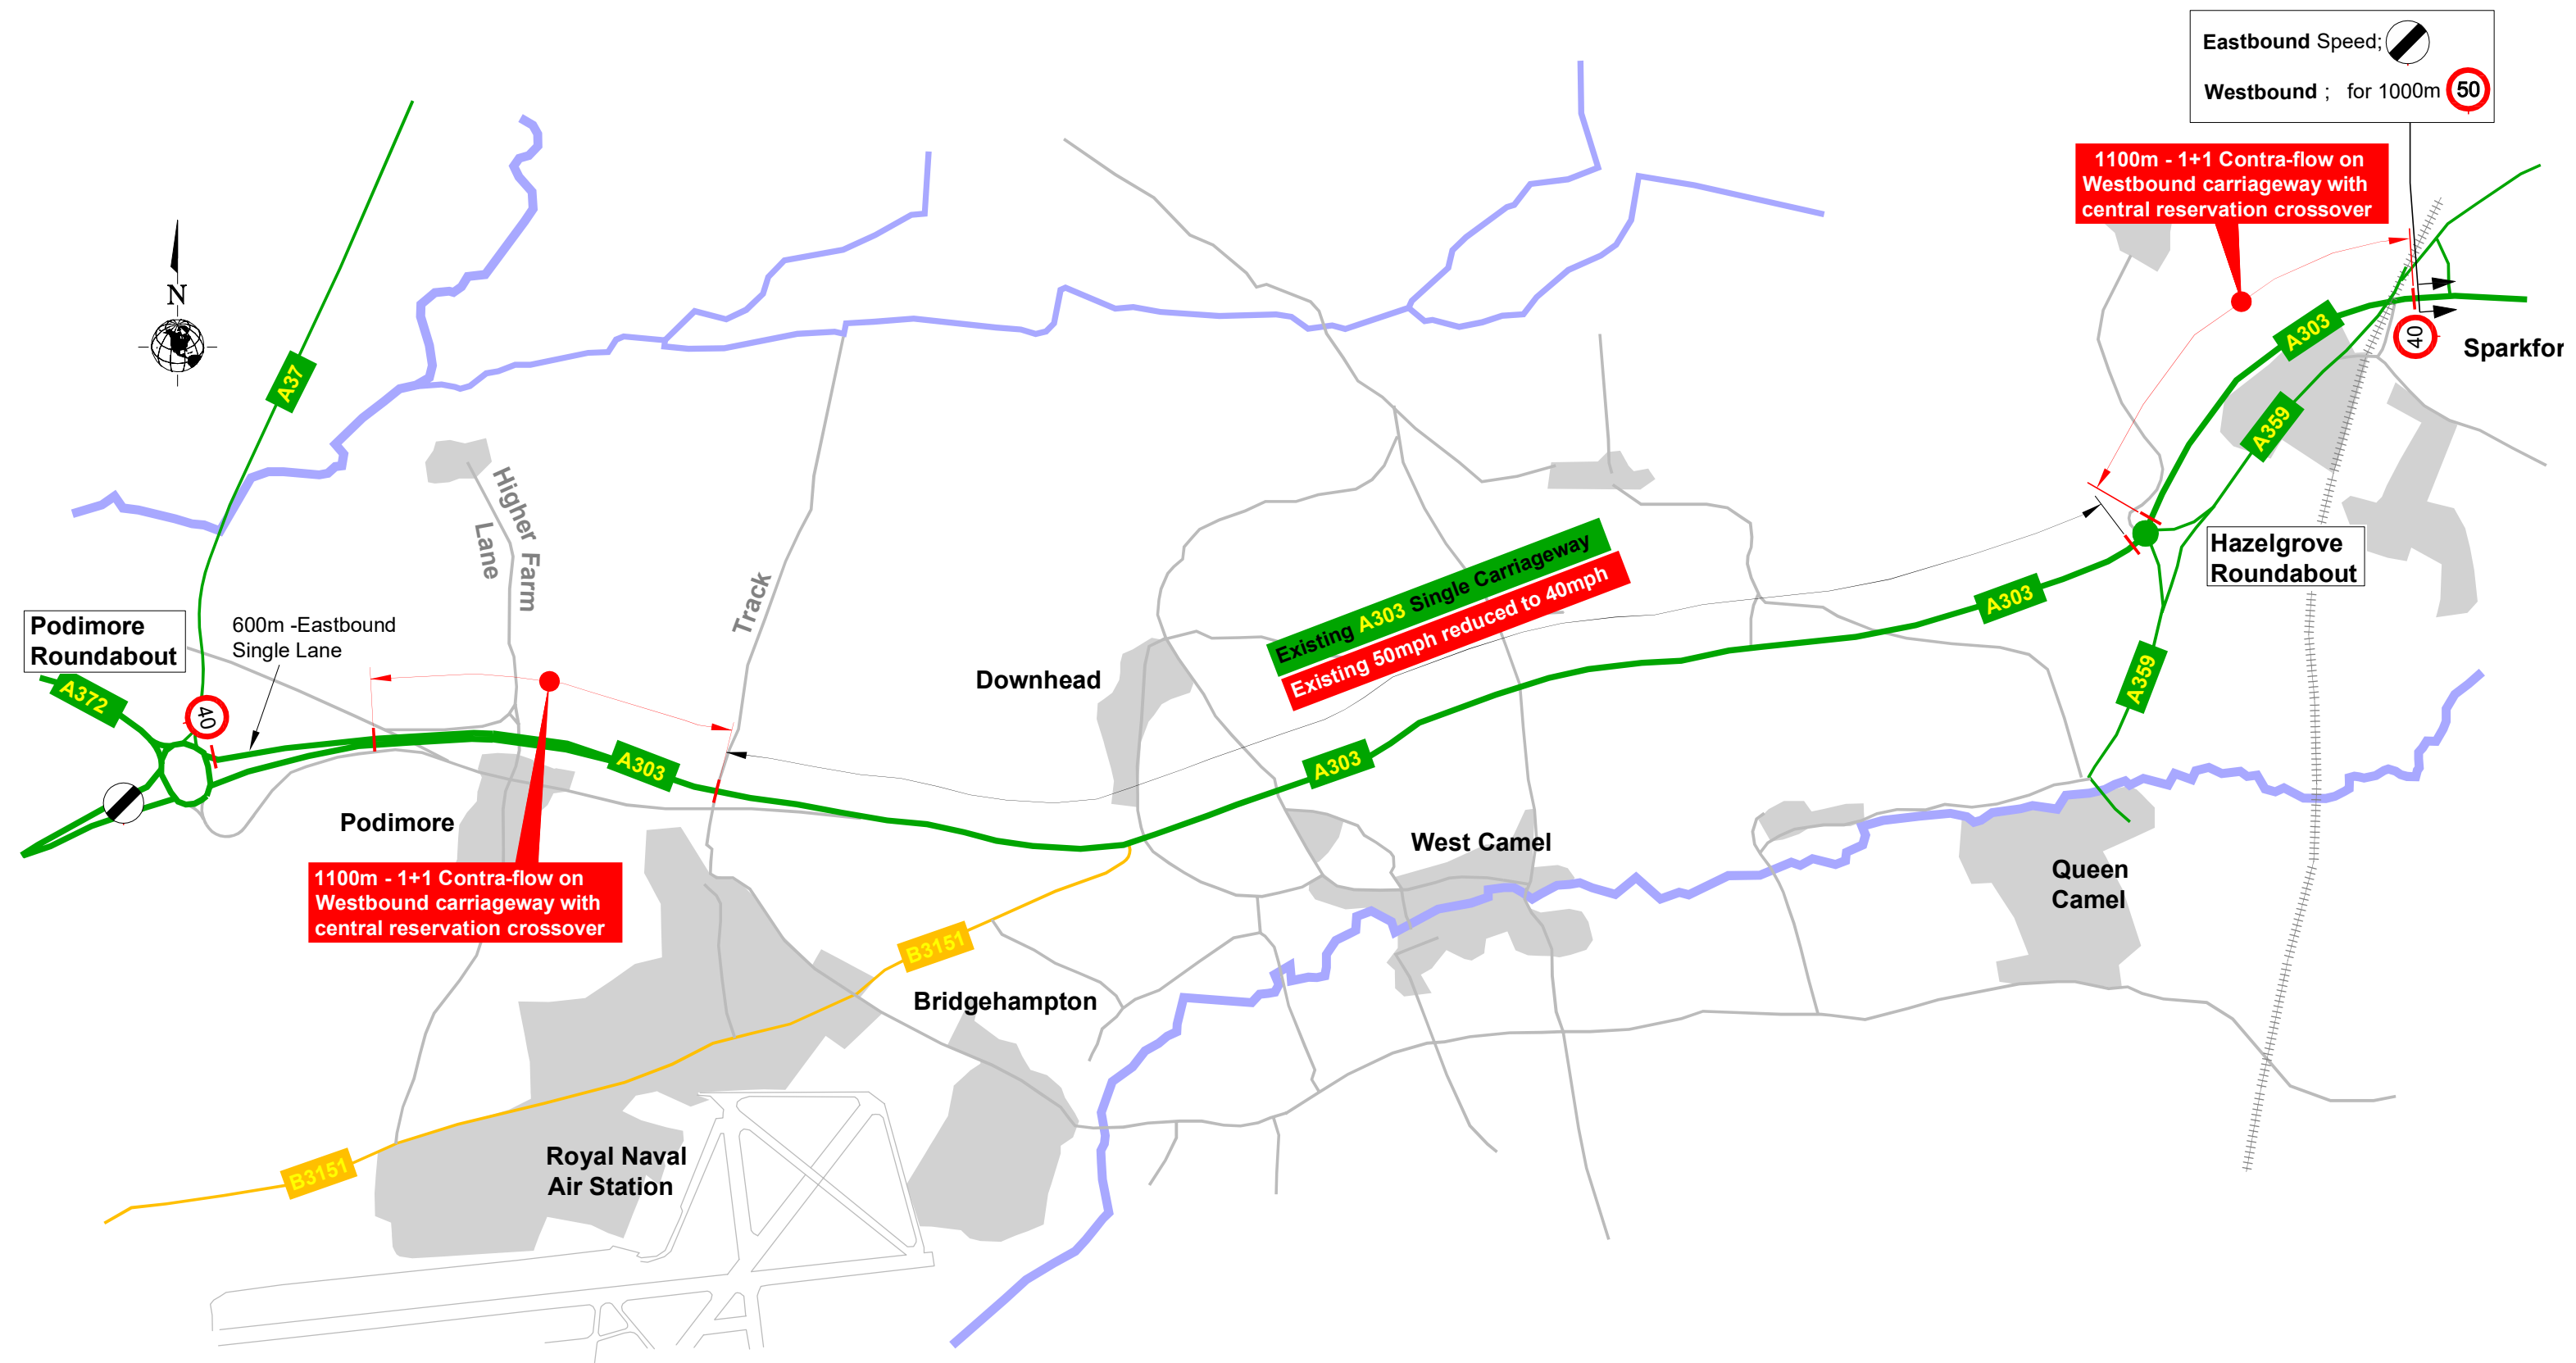 Eastbound Speed;
Westbound ; for 1000m 50
1100m - 1+1 Contra-flow on
Westbound carriageway with
central reservation crossover
N
A37
A303
40
Sparkfor
A359
Higher Farm
Lane
Track
Existing A303 Single Carriageway
Existing 50mph reduced to 40mph
Hazelgrove
Roundabout
A303
Podimore
Roundabout
600m -Eastbound
Single Lane
A372
40
Downhead
A359
A303
A303
Podimore
West Camel
Queen
Camel
1100m - 1+1 Contra-flow on
Westbound carriageway with
central reservation crossover
B3151
Bridgehampton
B3151
Royal Naval
Air Station